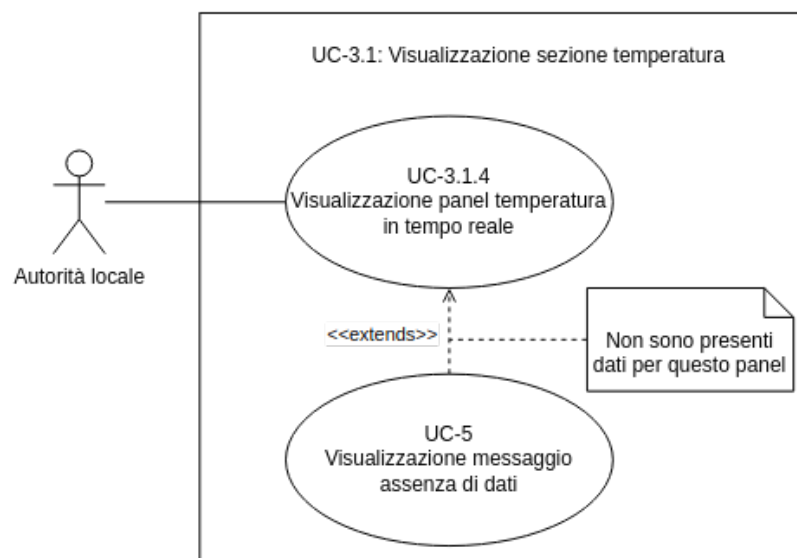 UC-3.1: Visualizzazione sezione temperatura
UC-3.1.4
Visualizzazione panel temperatura
in tempo reale
Autorità locale
<<extends>>
Non sono presenti
dati per questo panel
UC-5
Visualizzazione messaggio
assenza di dati